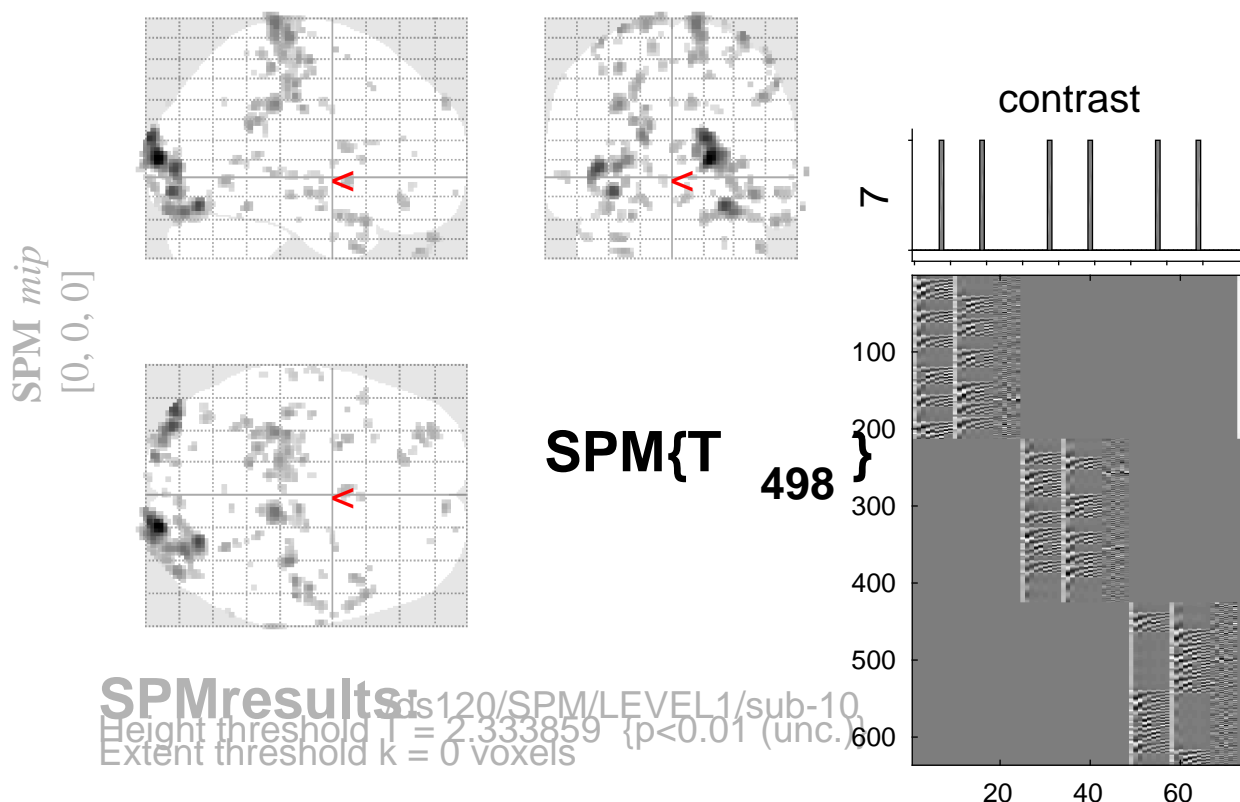 SPM mip
[0, 0, 0]
<
<
<
SPM{T498}
contrast
7
100
200
300
400
500
600
20 40 60
SPMresults: /ds120/SPM/LEVEL1/sub-10
Height threshold T = 2.333859 {p<0.01 (unc.)}
Extent threshold k = 0 voxels